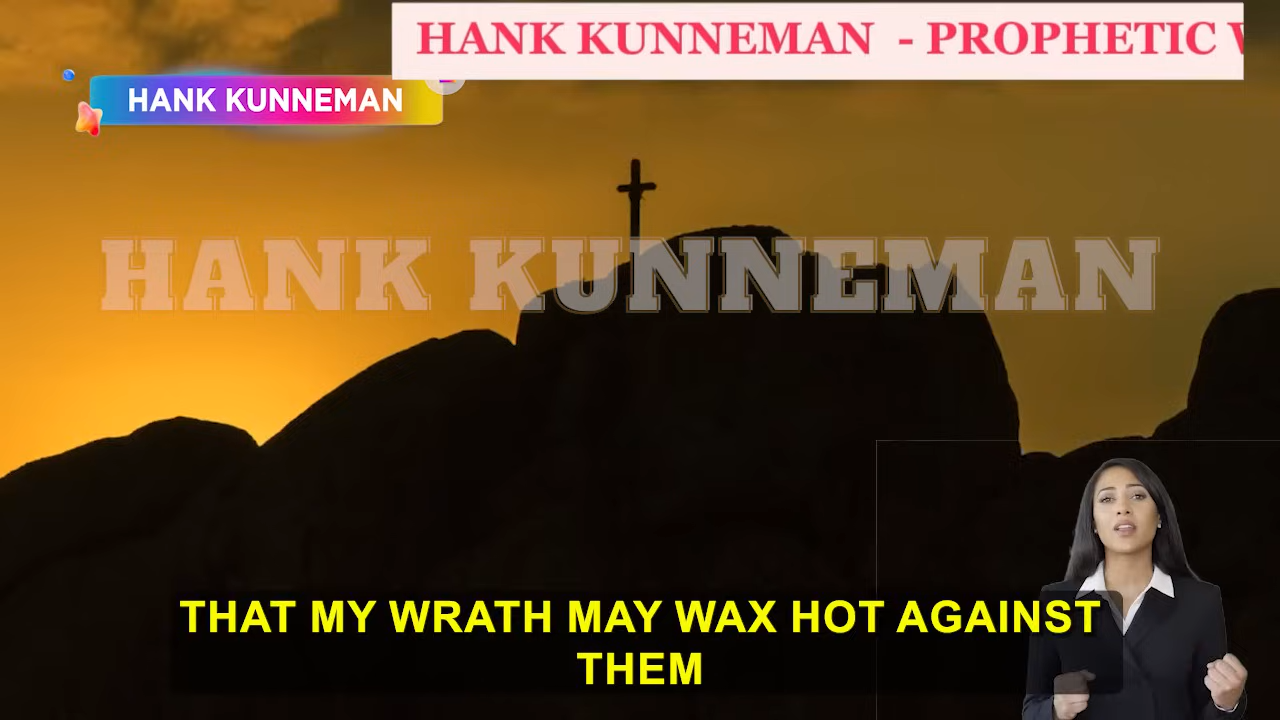 HANK KUNNEMAN - PROPHETIC
HANK KUNNEMAN
HANK KUNNEMAN
THAT MY WRATH MAY WAX HOT AGAINST
THEM